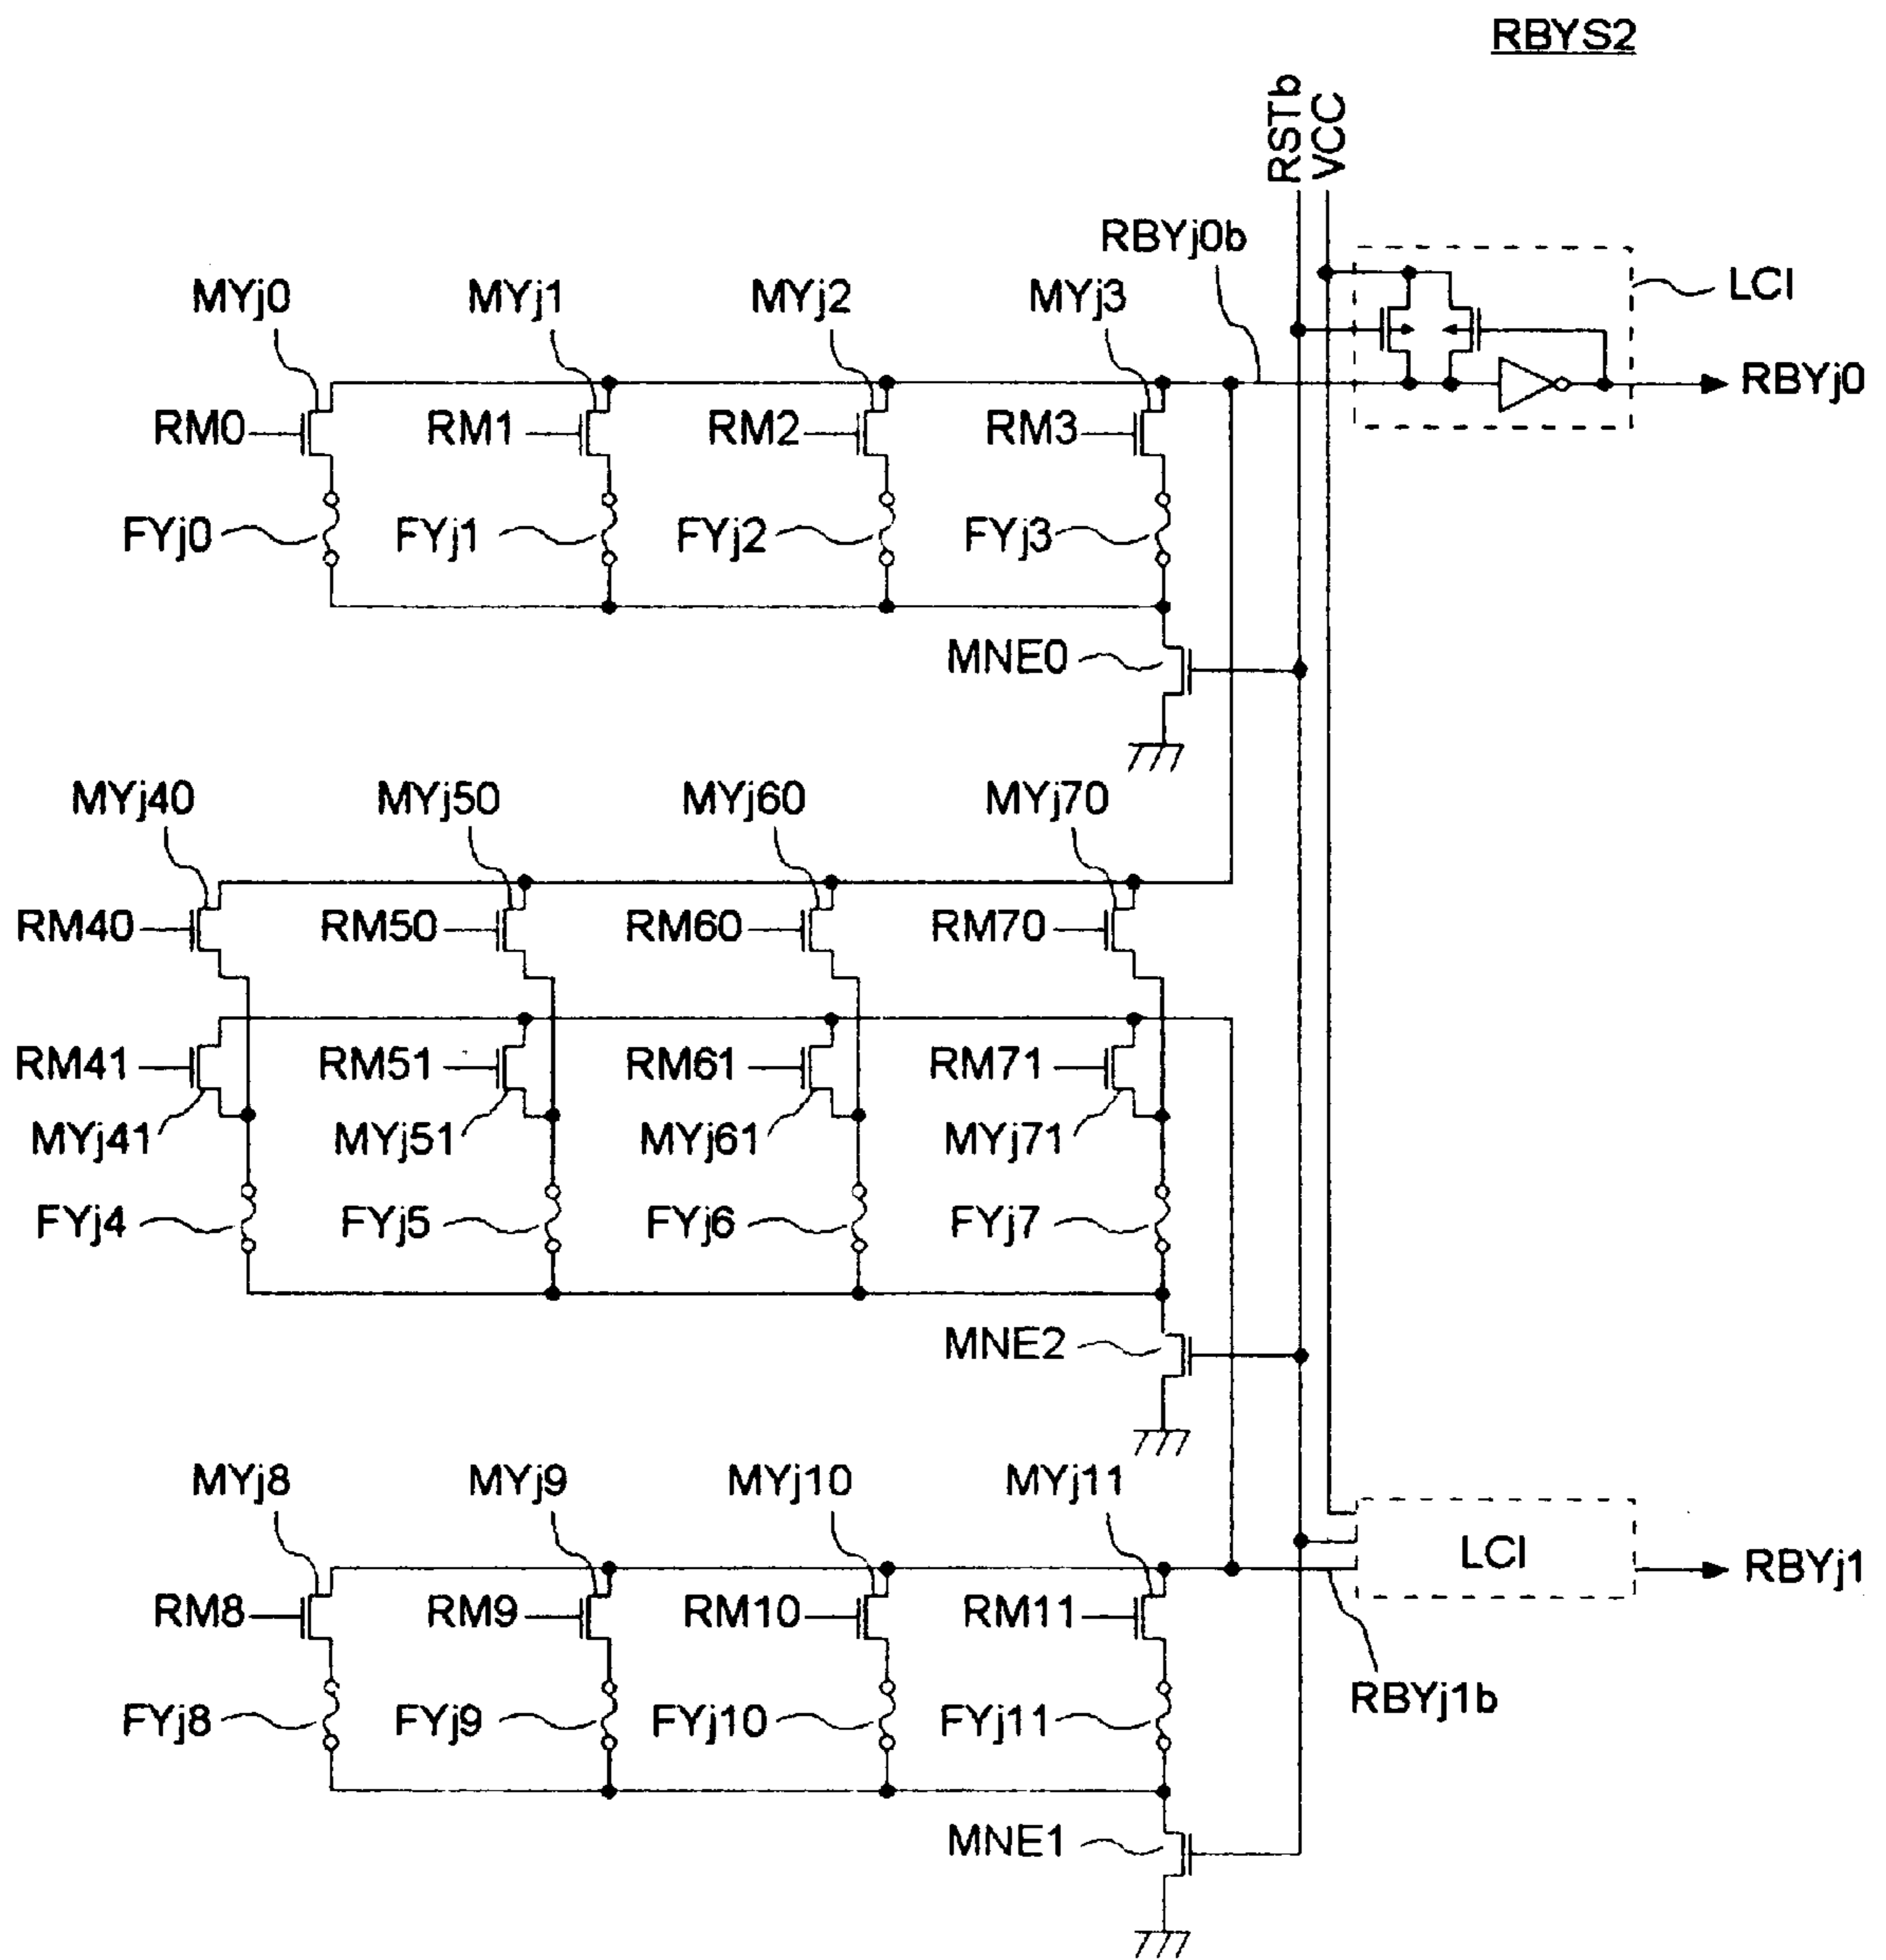 RBYS2
RSTb
VCC
RBYj0b
MYj0 MYj1 MYj2 MYj3
LCI
RM0 RM1 RM2 RM3
RBYj0
FYj0 FYj1 FYj2 FYj3
MNE0
MYj40 MYj50 MYj60 MYj70
RM40 RM50 RM60 RM70
RM41 RM51 RM61 RM71
MYj41 MYj51 MYj61 MYj71
FYj4 FYj5 FYj6 FYj7
MNE2
MYj8 MYj9 MYj10 MYj11
LCI
RBYj1
RM8 RM9 RM10 RM11
RBYj1b
FYj8 FYj9 FYj10 FYj11
MNE1